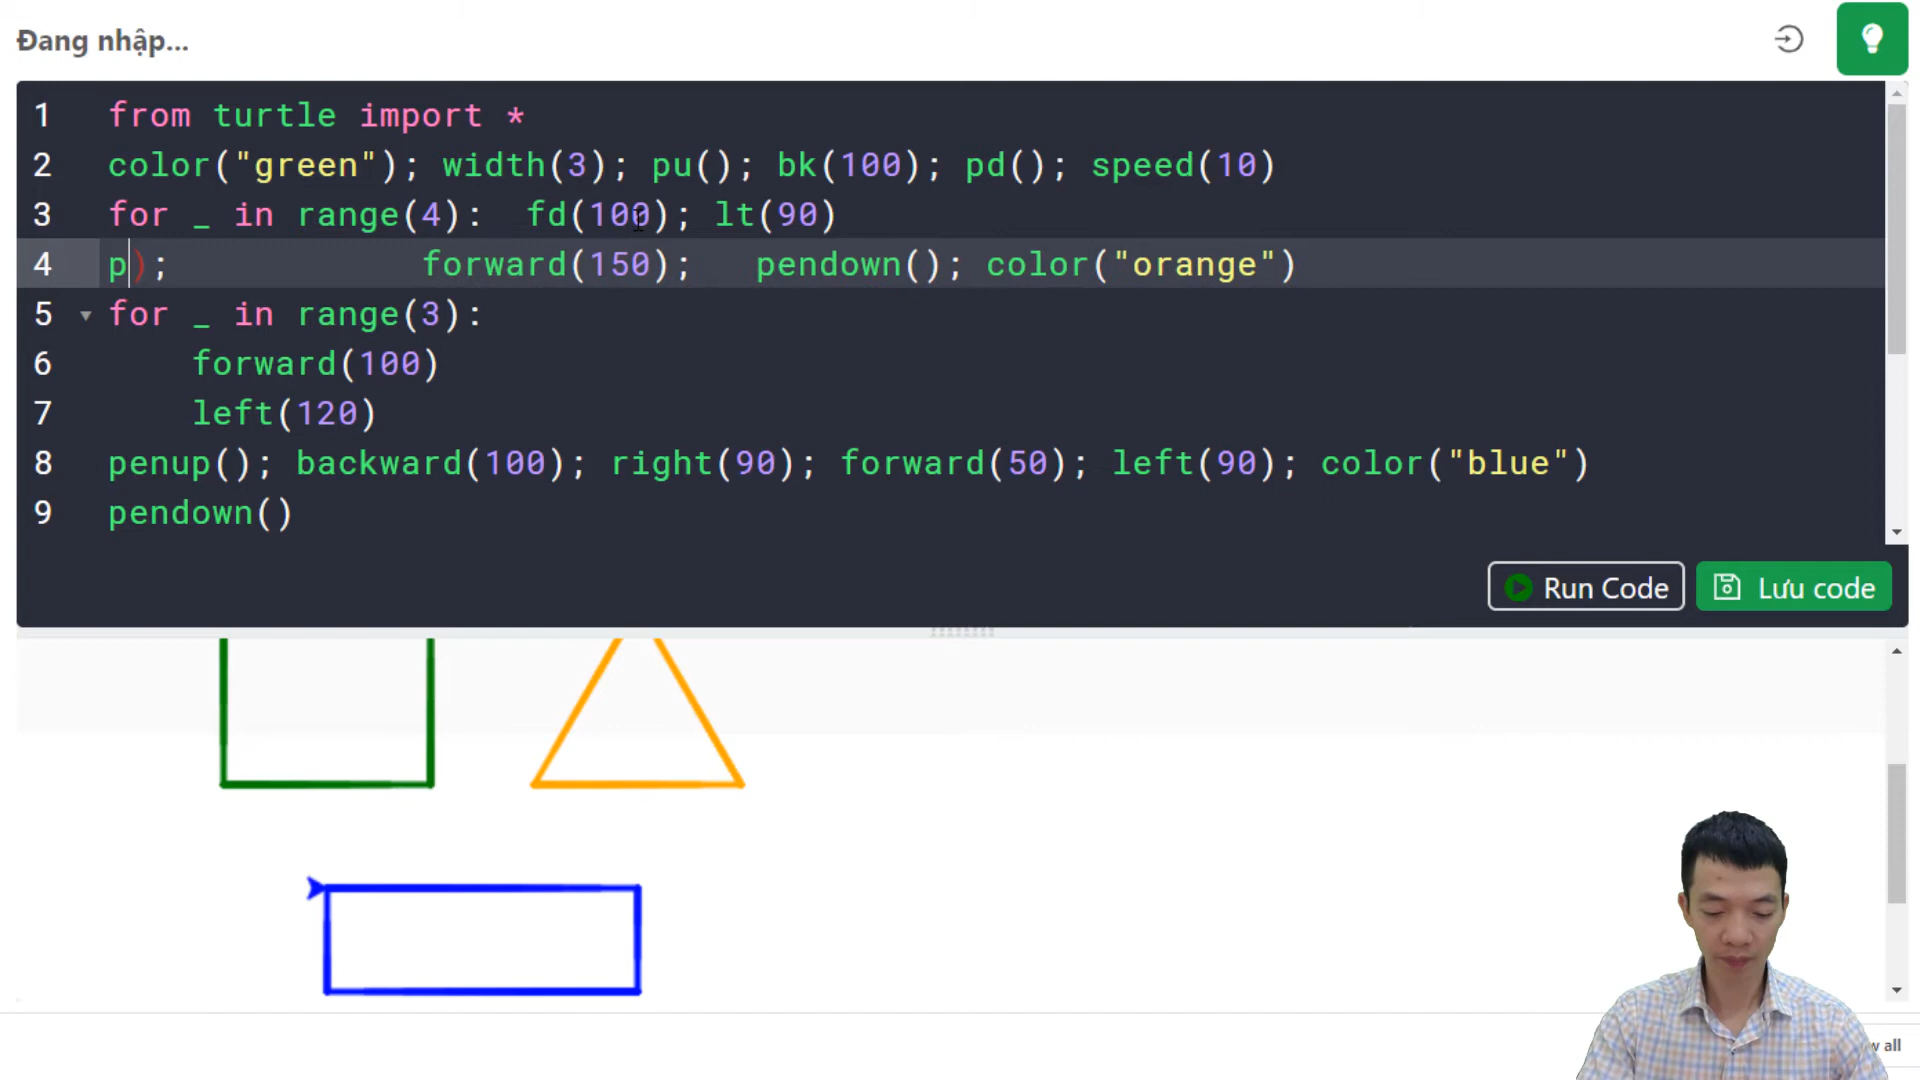 Đang nhập...
1 from turtle import *
2 color("green"); width(3); pu(); bk(100); pd(); speed(10)
3 for _ in range(4):  fd(100); lt(90)
4 p);            forward(150);   pendown(); color("orange")
5 for _ in range(3):
6     forward(100)
7     left(120)
8 penup(); backward(100); right(90); forward(50); left(90); color("blue")
9 pendown()
Run Code
Lưu code
all